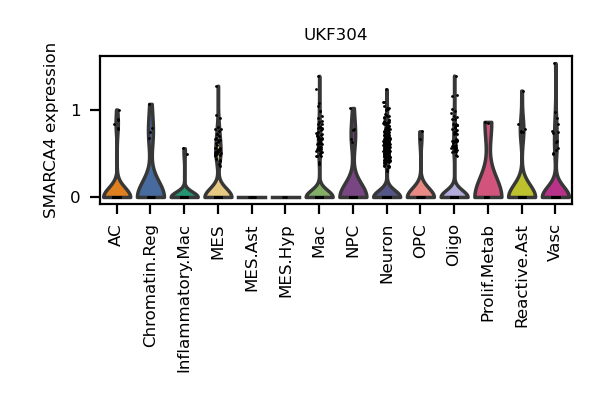 UKF304
SMARCA4 expression
1
0
AC
Chromatin.Reg
Inflammatory.Mac
MES
MES.Ast
MES.Hyp
Mac
NPC
Neuron
OPC
Oligo
Prolif.Metab
Reactive.Ast
Vasc